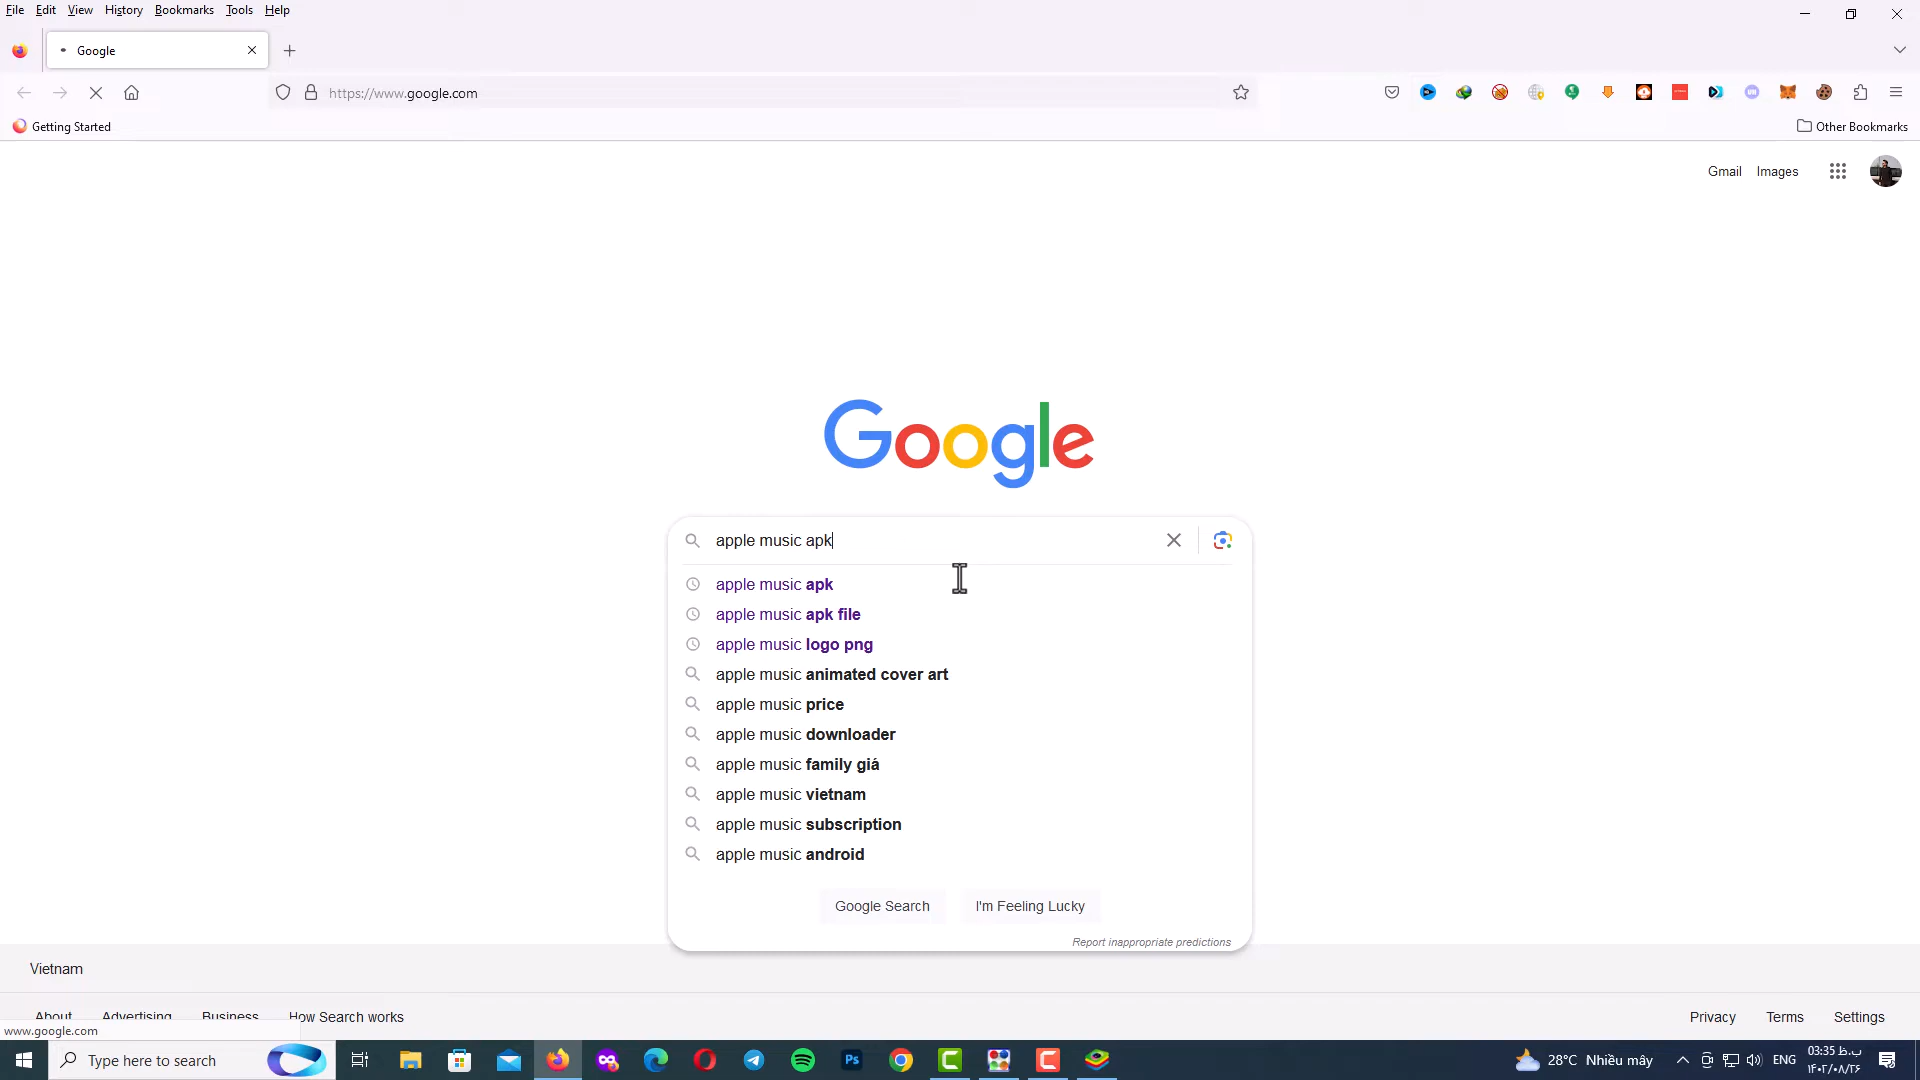 File Edit View History Bookmarks Tools Help
Google
https://www.google.com
Getting Started
Other Bookmarks
Gmail Images
Google
apple music apk
apple music apk
apple music apk file
apple music logo png
apple music animated cover art
apple music price
apple music downloader
apple music family giá
apple music vietnam
apple music subscription
apple music android
Google Search I'm Feeling Lucky
Report inappropriate predictions
Vietnam
About Advertising Business How Search works
Privacy Terms Settings
www.google.com
Type here to search
Ps
28°C Nhiều mây
ENG
03:35 ب.ظ
۱۴۰۲/۰۸/۲۶